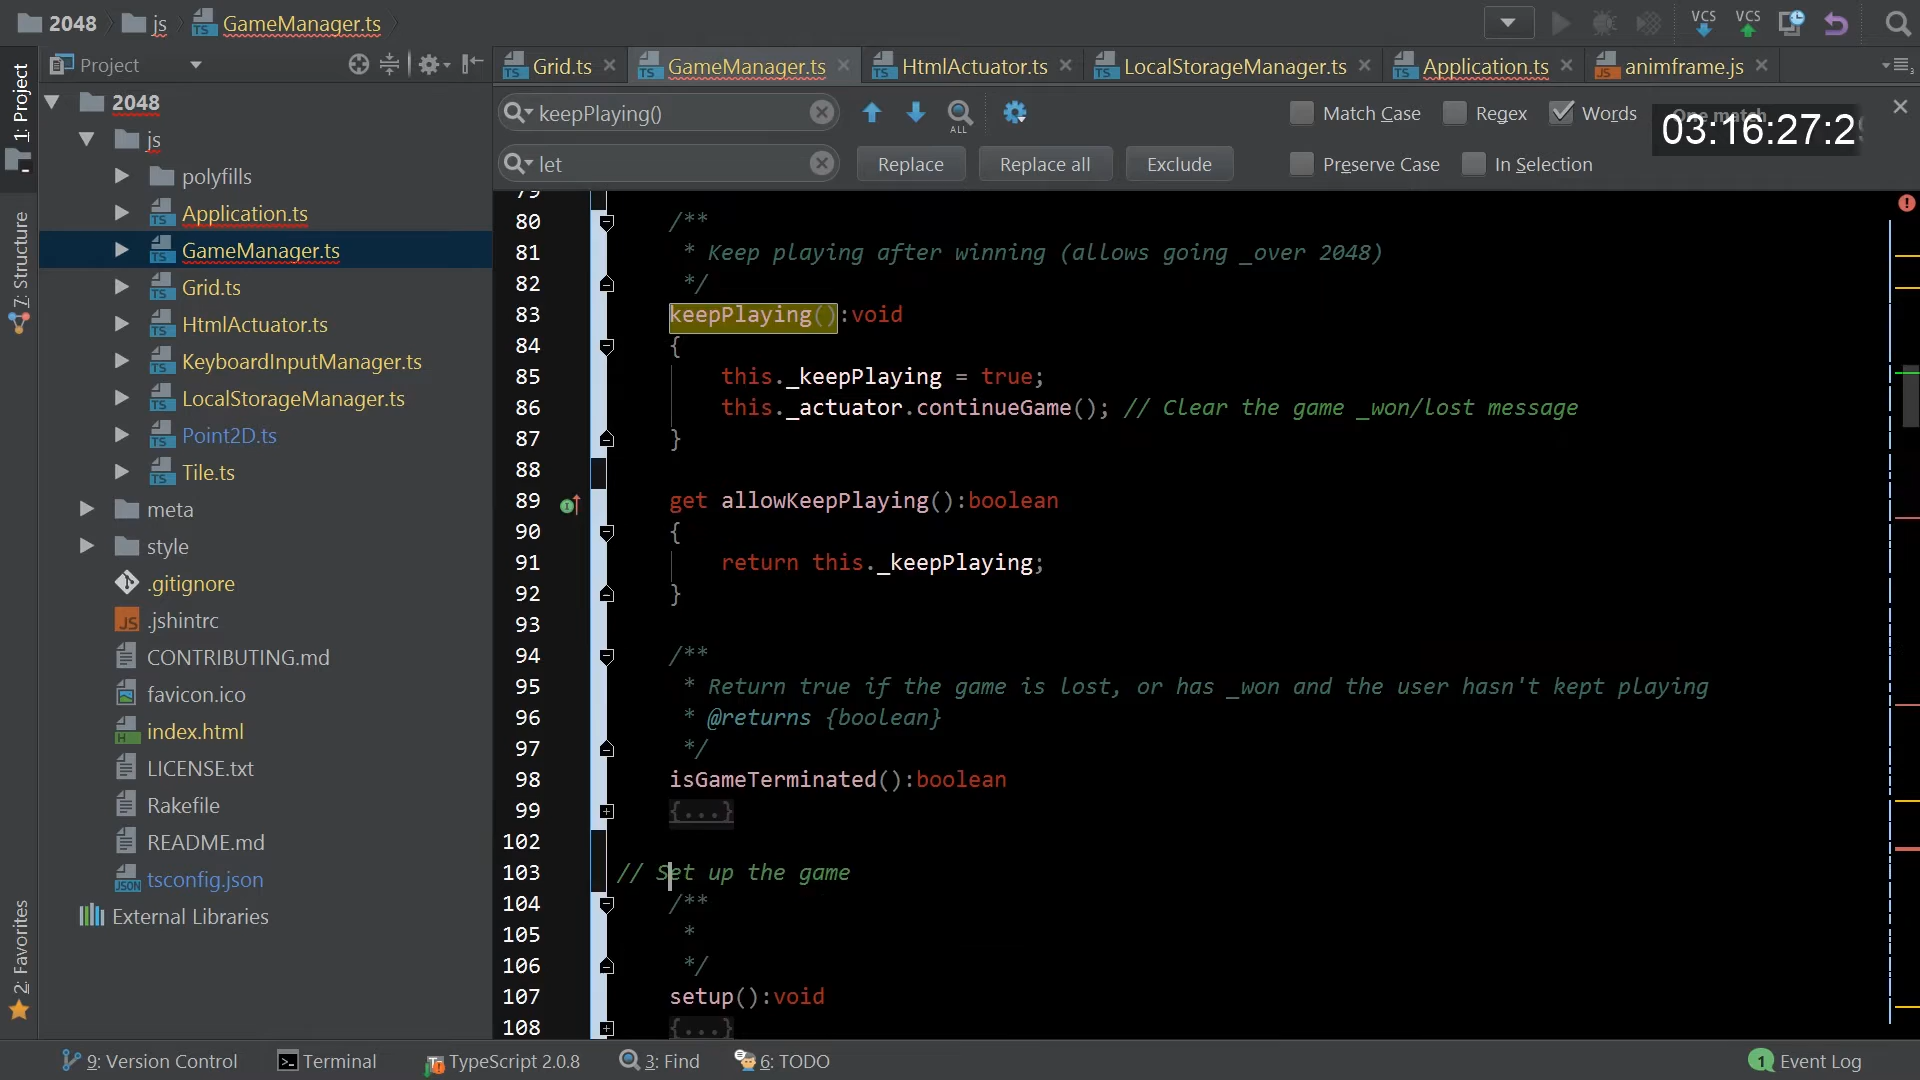 2048 js GameManager.ts
VCS VCS
1: Project
7: Structure
2: Favorites
Project
2048
js
polyfills
Application.ts
GameManager.ts
Grid.ts
HtmlActuator.ts
KeyboardInputManager.ts
LocalStorageManager.ts
Point2D.ts
Tile.ts
meta
style
.gitignore
.jshintrc
CONTRIBUTING.md
favicon.ico
index.html
LICENSE.txt
Rakefile
README.md
tsconfig.json
External Libraries
Grid.ts GameManager.ts HtmlActuator.ts LocalStorageManager.ts Application.ts animframe.js
keepPlaying() ALL Match Case Regex Words One match
03:16:27:2
let Replace Replace all Exclude Preserve Case In Selection
79
80 /**
81 * Keep playing after winning (allows going _over 2048)
82 */
83 keepPlaying():void
84 {
85 this._keepPlaying = true;
86 this._actuator.continueGame(); // Clear the game _won/lost message
87 }
88
89 get allowKeepPlaying():boolean
90 {
91 return this._keepPlaying;
92 }
93
94 /**
95 * Return true if the game is lost, or has _won and the user hasn't kept playing
96 * @returns {boolean}
97 */
98 isGameTerminated():boolean
99 {...}
102
103 // Set up the game
104 /**
105 *
106 */
107 setup():void
108 {...}
9: Version Control Terminal TypeScript 2.0.8 3: Find 6: TODO 1 Event Log